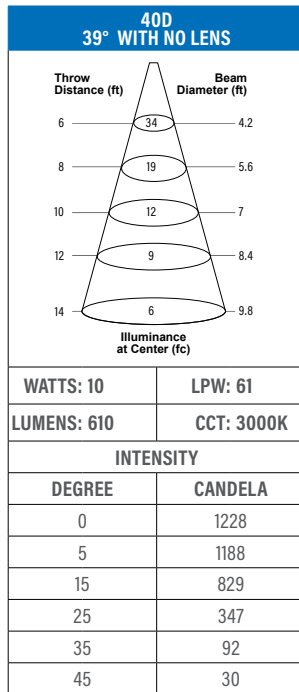 40D
39° WITH NO LENS
Throw Distance (ft) Beam Diameter (ft)
6 34 4.2
8 19 5.6
10 12 7
12 9 8.4
14 6 9.8
Illuminance
at Center (fc)
WATTS: 10 LPW: 61
LUMENS: 610 CCT: 3000K
INTENSITY
DEGREE CANDELA
0 1228
5 1188
15 829
25 347
35 92
45 30